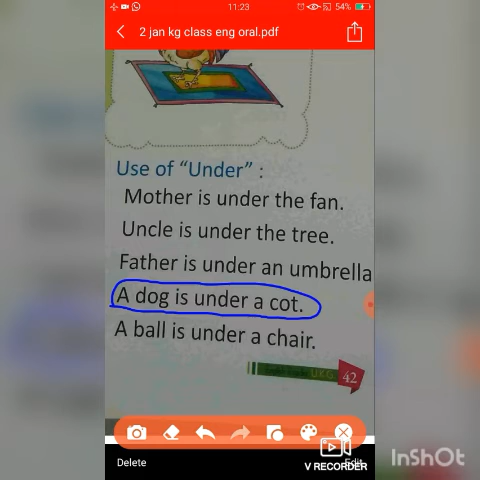 11:23
54%
2 jan kg class eng oral.pdf
Use of “Under” :
Mother is under the fan.
Uncle is under the tree.
Father is under an umbrella
A dog is under a cot.
A ball is under a chair.
UKG 42
V RECORDER
Delete
Edit
INSHOT